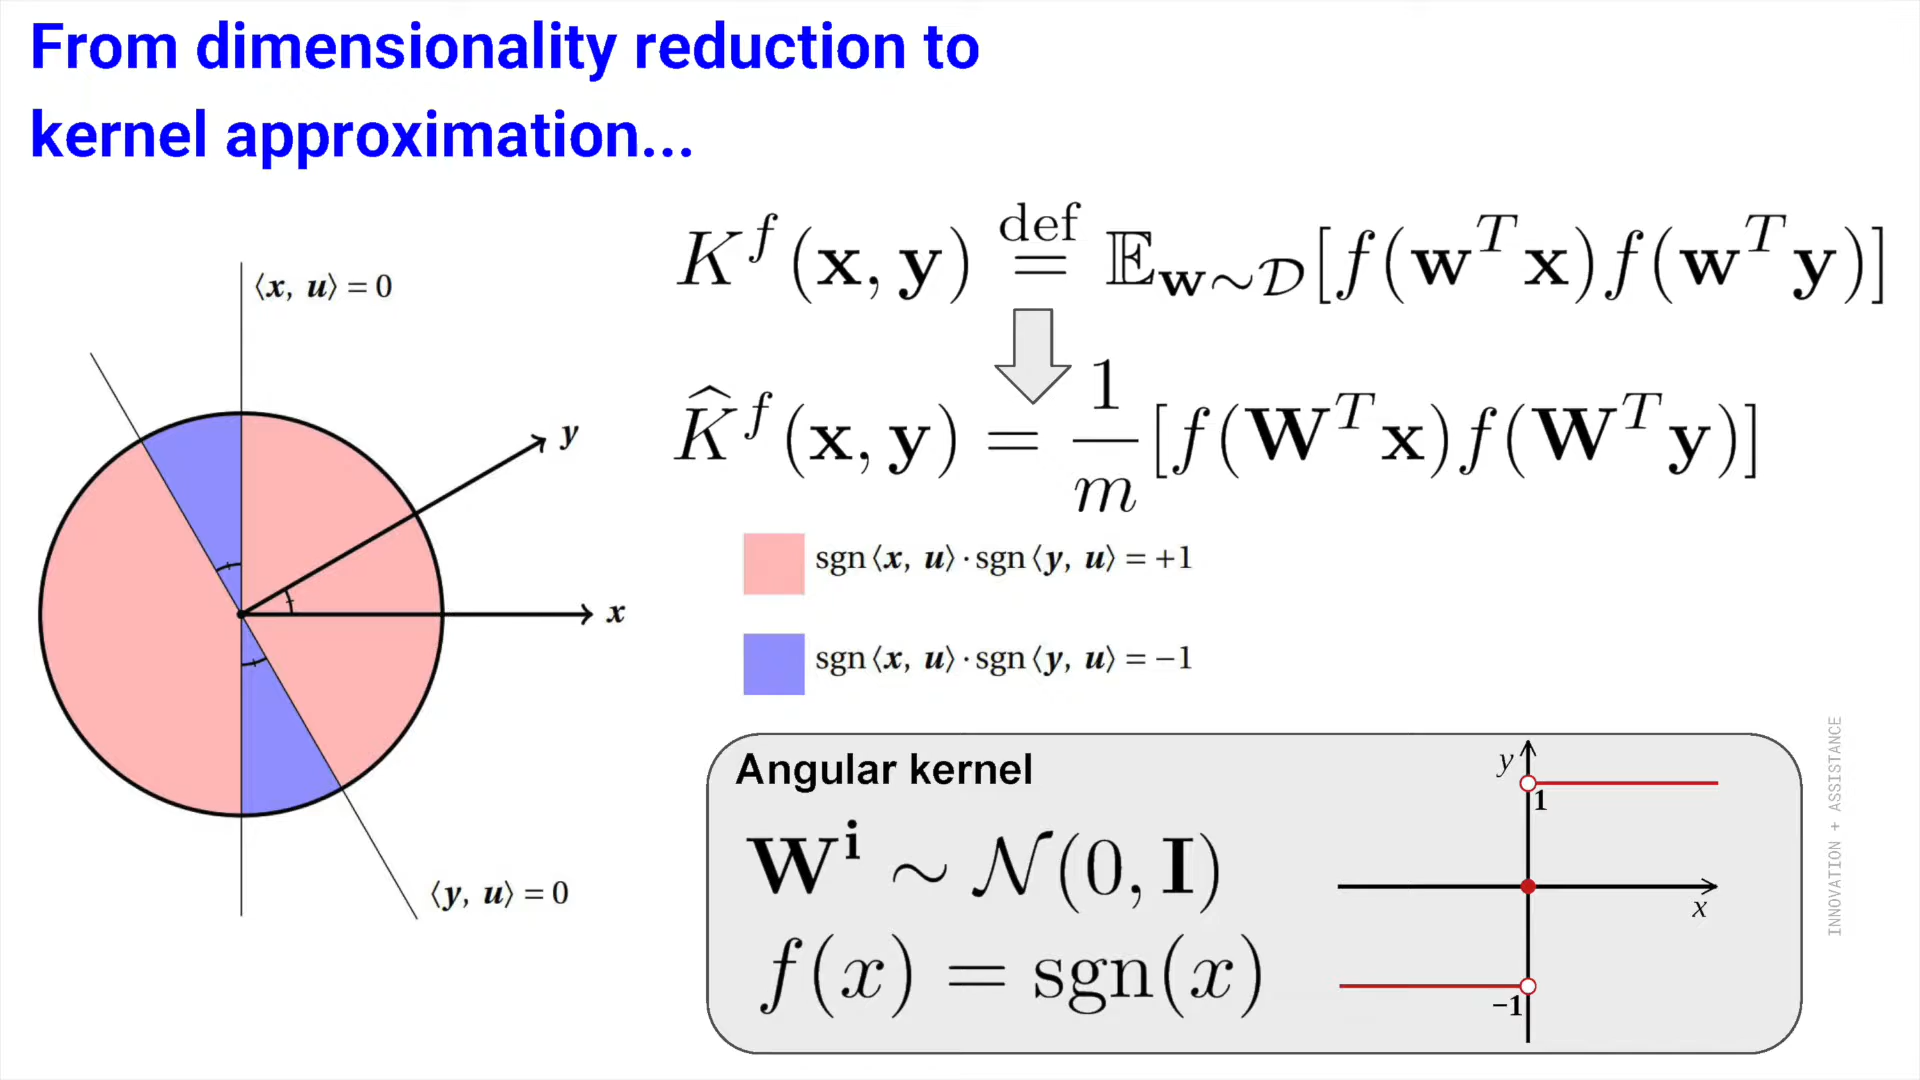 From dimensionality reduction to
kernel approximation...
K^f(x, y) def= 𝔼_{w∼𝒟}[f(w^T x)f(w^T y)]
K̂^f(x, y) = 1/m [f(W^T x)f(W^T y)]
⟨x, u⟩ = 0
y
x
⟨y, u⟩ = 0
sgn⟨x, u⟩·sgn⟨y, u⟩ = +1
sgn⟨x, u⟩·sgn⟨y, u⟩ = −1
Angular kernel
W^i ∼ 𝒩(0, I)
f(x) = sgn(x)
y
1
x
−1
INNOVATION + ASSISTANCE